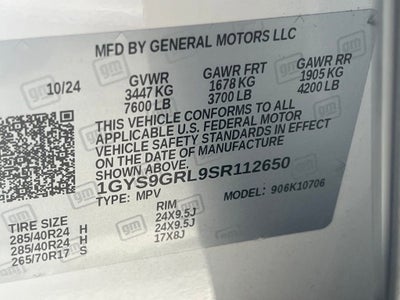 MFD BY GENERAL MOTORS LLC
10/24 GVWR GAWR FRT GAWR RR
3447 KG 1678 KG 1905 KG
7600 LB 3700 LB 4200 LB
THIS VEHICLE CONFORMS TO ALL
APPLICABLE U.S. FEDERAL MOTOR
VEHICLE SAFETY STANDARDS IN EFFECT
ON THE DATE OF MANUFACTURE
SHOWN ABOVE.
1GYS9GRL9SR112650
TYPE: MPV MODEL: 906K10706
TIRE SIZE RIM
285/40R24 H 24X9.5J
285/40R24 H 24X9.5J
265/70R17 S 17X8J
gm